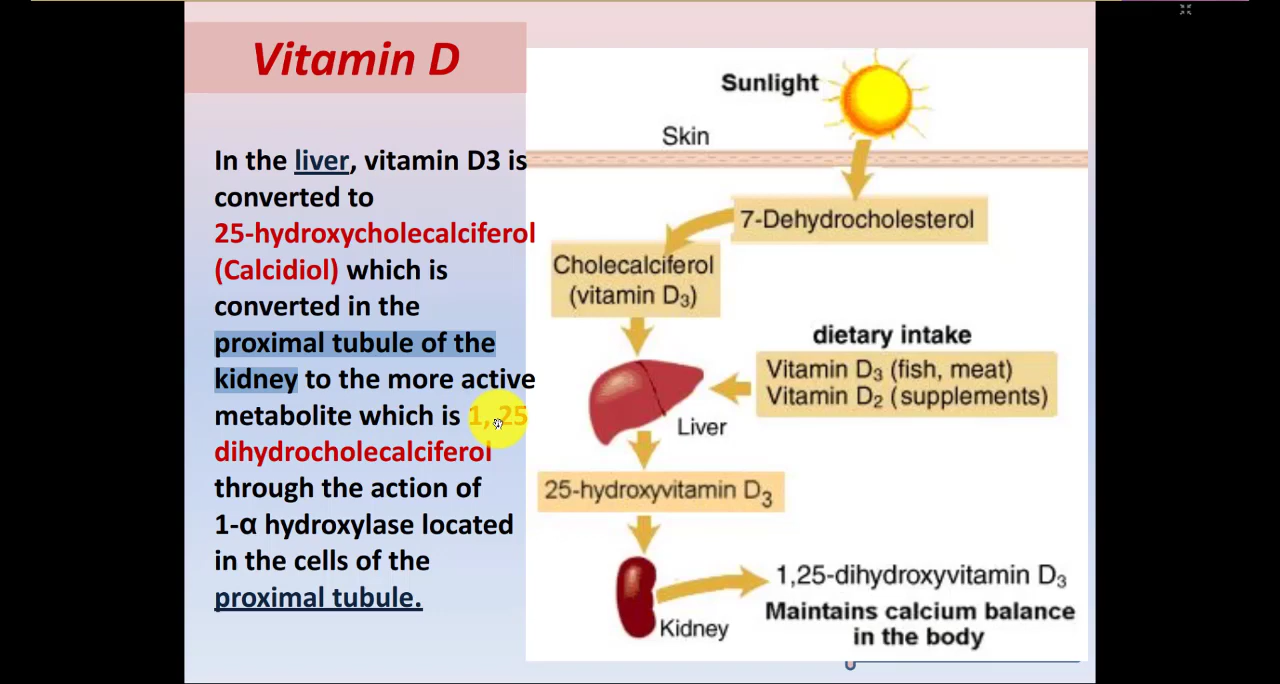 Vitamin D
In the liver, vitamin D3 is
converted to
25-hydroxycholecalciferol
(Calcidiol) which is
converted in the
proximal tubule of the
kidney to the more active
metabolite which is 1, 25
dihydrocholecalciferol
through the action of
1-α hydroxylase located
in the cells of the
proximal tubule.
Sunlight
Skin
7-Dehydrocholesterol
Cholecalciferol
(vitamin D₃)
dietary intake
Vitamin D₃ (fish, meat)
Vitamin D₂ (supplements)
Liver
25-hydroxyvitamin D₃
1,25-dihydroxyvitamin D₃
Maintains calcium balance
in the body
Kidney